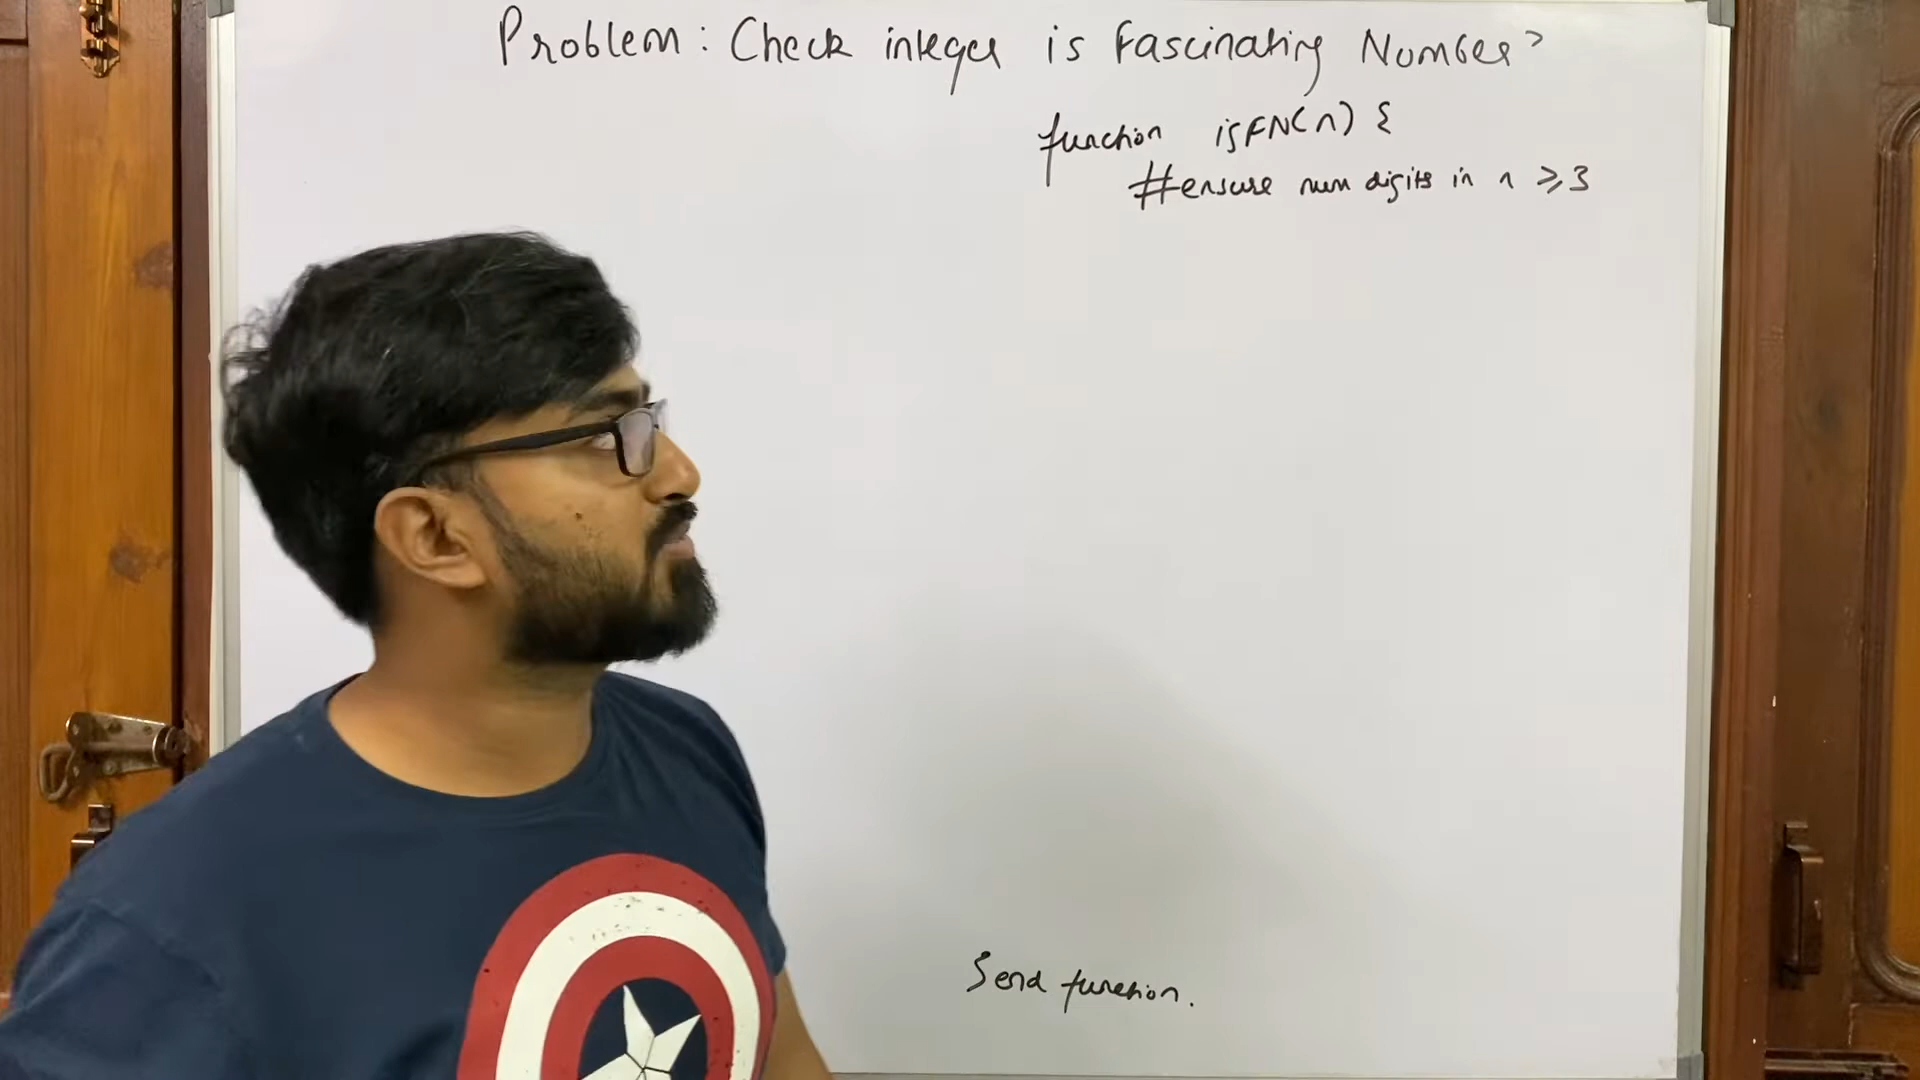 Problem: Check integer is Fascinating Number?
function isFN(n) {
#ensure num digits in n ⩾3
}end function.